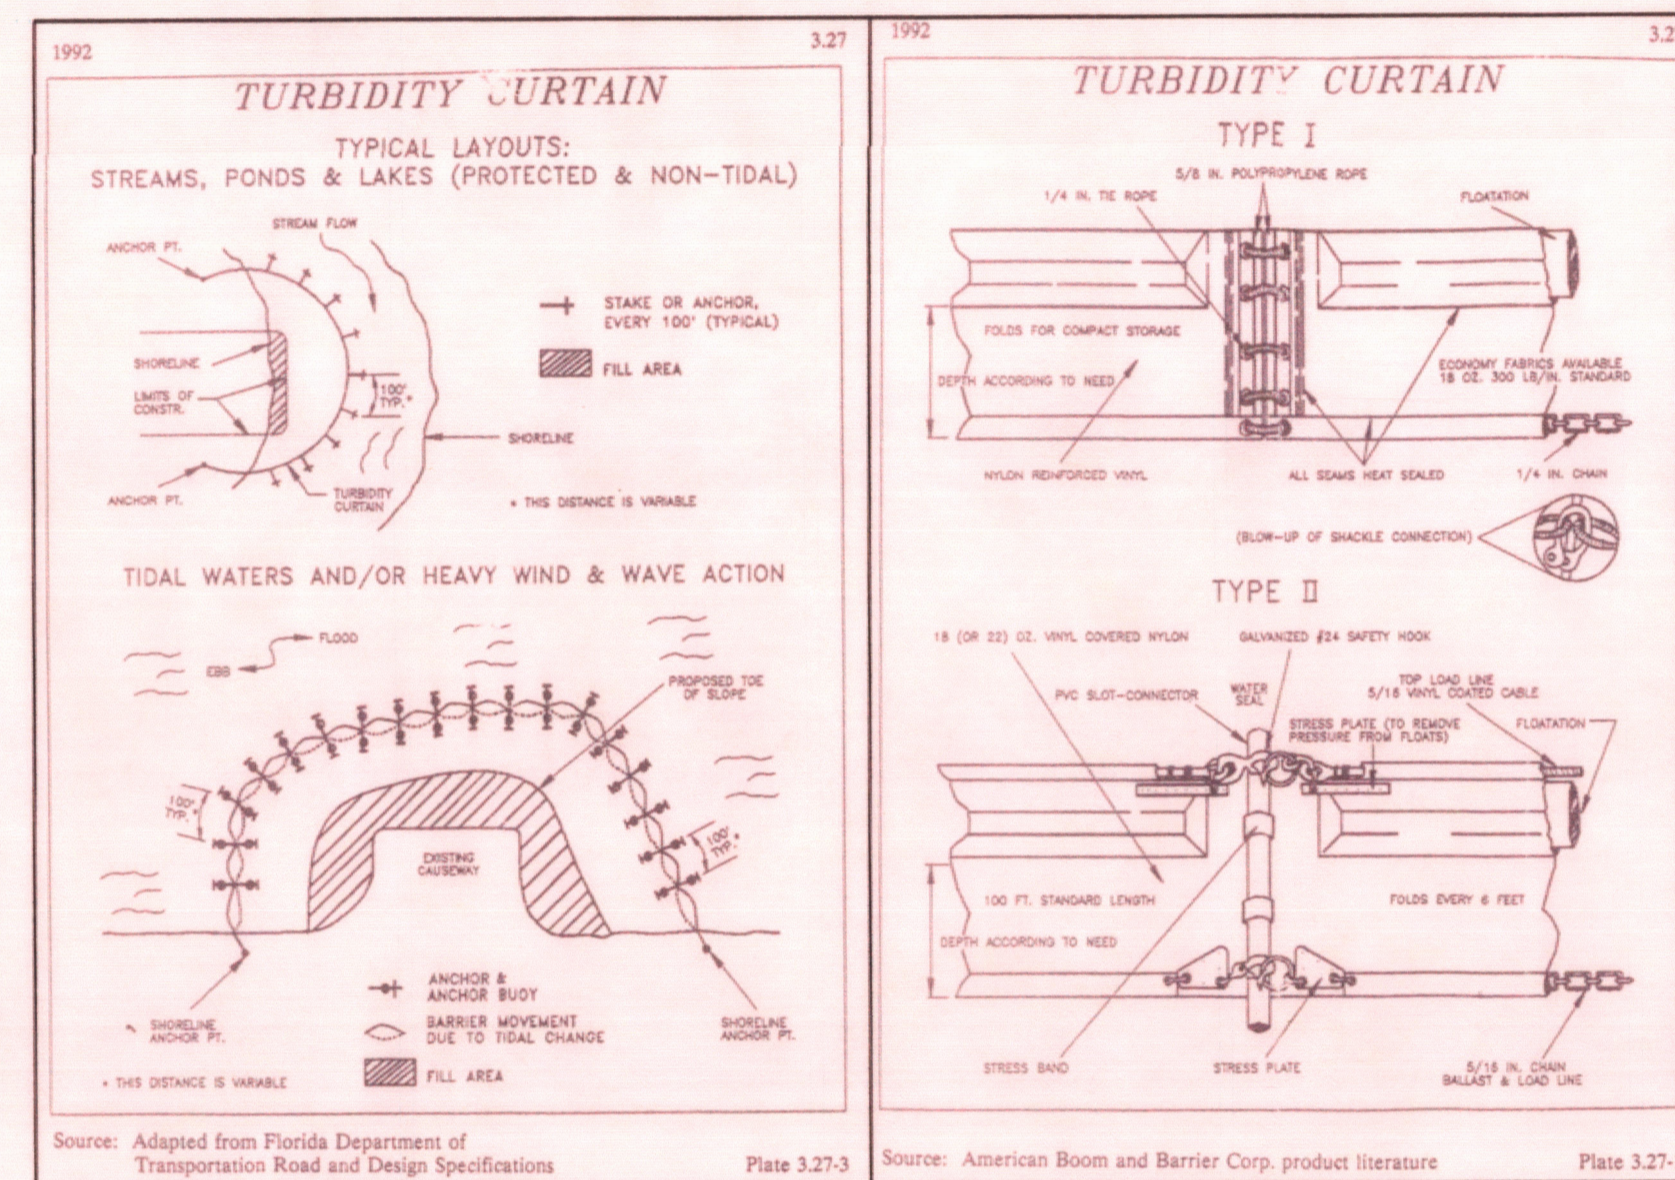 1992
3.27
TURBIDITY CURTAIN
TYPICAL LAYOUTS:
STREAMS, PONDS & LAKES (PROTECTED & NON-TIDAL)
STREAM FLOW
ANCHOR PT.
STAKE OR ANCHOR,
EVERY 100' (TYPICAL)
SHORELINE
FILL AREA
100'
TYP. *
LIMITS OF
CONSTR.
SHORELINE
ANCHOR PT.
TURBIDITY
CURTAIN
* THIS DISTANCE IS VARIABLE
TIDAL WATERS AND/OR HEAVY WIND & WAVE ACTION
FLOOD
EBB
PROPOSED TOE
OF SLOPE
100'
TYP. *
100'
TYP. *
EXISTING
CAUSEWAY
ANCHOR &
ANCHOR BUOY
SHORELINE
ANCHOR PT.
BARRIER MOVEMENT
DUE TO TIDAL CHANGE
SHORELINE
ANCHOR PT.
* THIS DISTANCE IS VARIABLE
FILL AREA
Source: Adapted from Florida Department of
Transportation Road and Design Specifications
Plate 3.27-3
1992
TURBIDITY CURTAIN
TYPE I
5/8 IN. POLYPROPYLENE ROPE
1/4 IN. TIE ROPE
FLOATATION
FOLDS FOR COMPACT STORAGE
ECONOMY FABRICS AVAILABLE
18 OZ. 300 LB/IN. STANDARD
DEPTH ACCORDING TO NEED
NYLON REINFORCED VINYL
ALL SEAMS HEAT SEALED
1/4 IN. CHAIN
(BLOW-UP OF SHACKLE CONNECTION)
TYPE II
18 (OR 22) OZ. VINYL COVERED NYLON
GALVANIZED #24 SAFETY HOOK
PVC SLOT-CONNECTOR
WATER
SEAL
TOP LOAD LINE
5/16 VINYL COATED CABLE
STRESS PLATE (TO REMOVE
PRESSURE FROM FLOATS)
FLOATATION
100 FT. STANDARD LENGTH
FOLDS EVERY 6 FEET
DEPTH ACCORDING TO NEED
STRESS BAND
STRESS PLATE
5/16 IN. CHAIN
BALLAST & LOAD LINE
Source: American Boom and Barrier Corp. product literature
Plate 3.27-